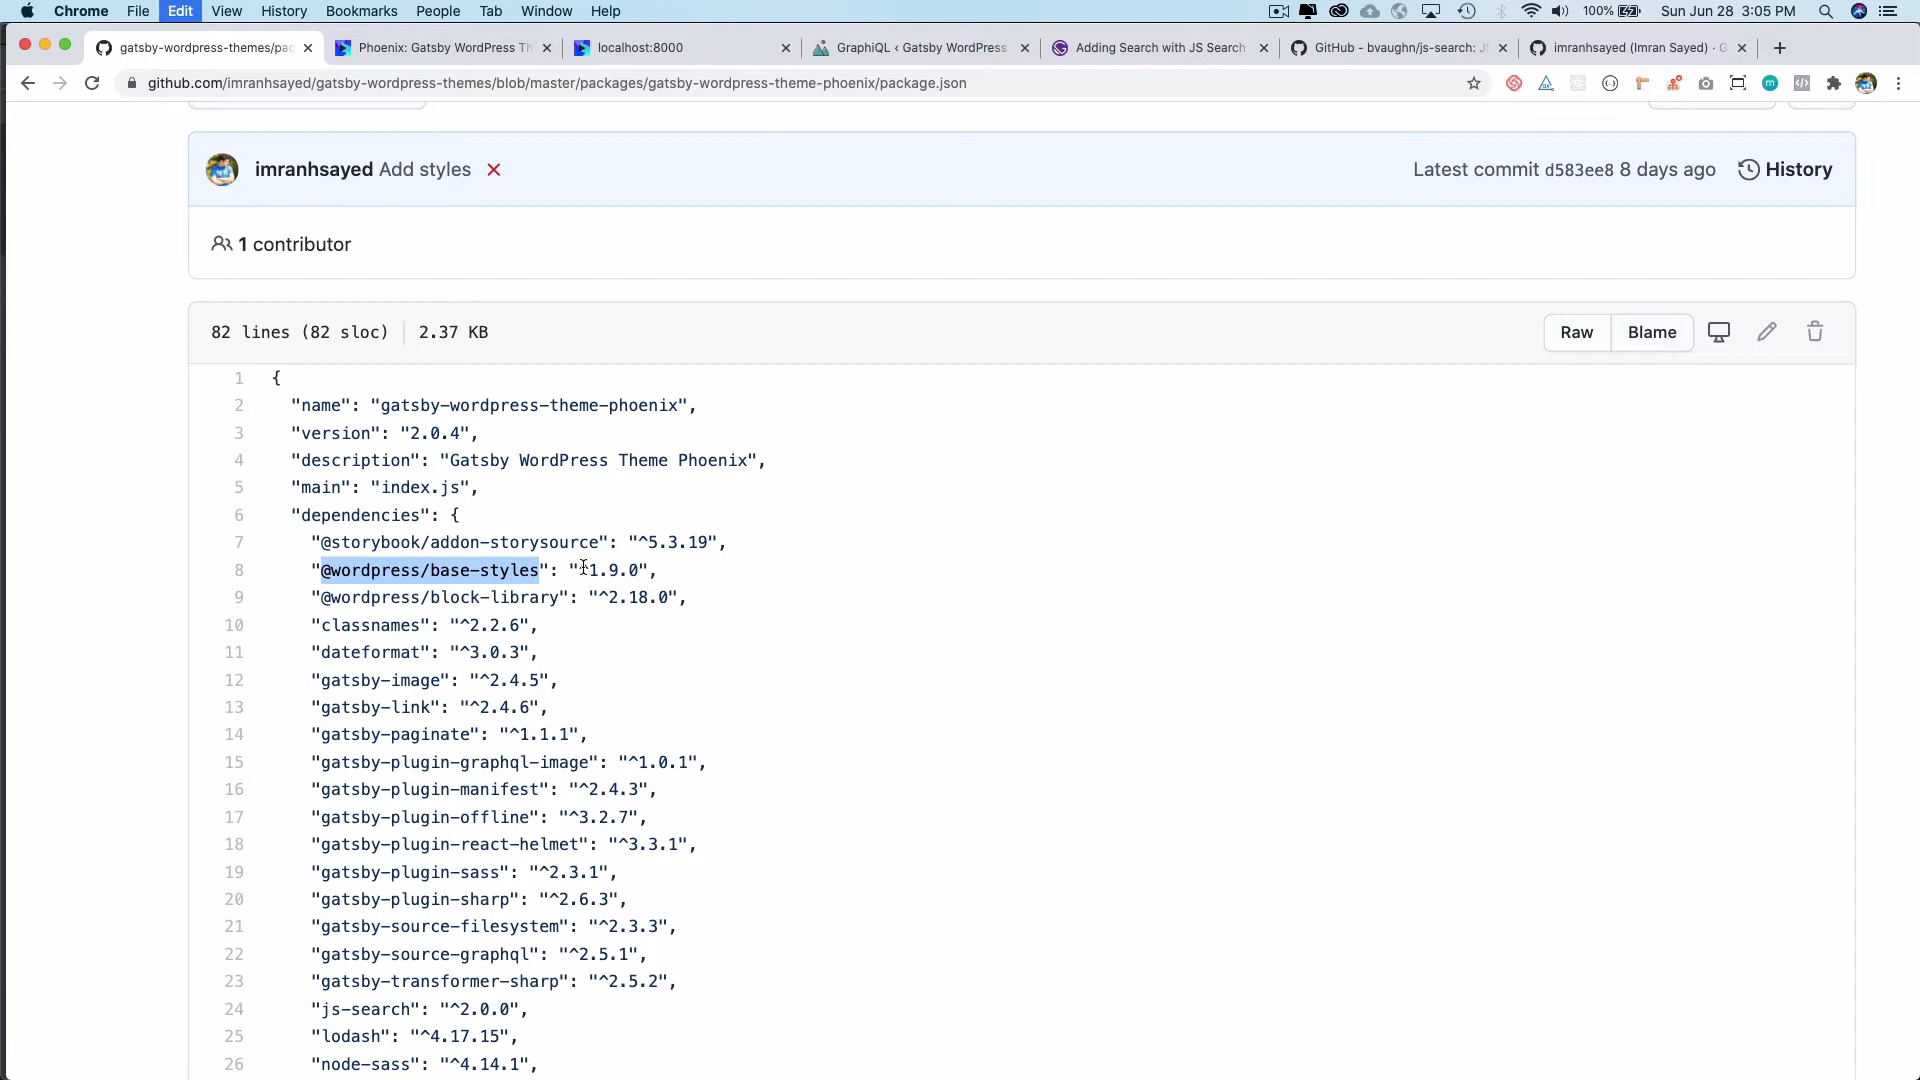 Chrome File Edit View History Bookmarks People Tab Window Help 100% Sun Jun 28 3:05 PM
gatsby-wordpress-themes/pac Phoenix: Gatsby WordPress Th localhost:8000 GraphiQL ‹ Gatsby WordPress Adding Search with JS Search GitHub - bvaughn/js-search: JS imranhsayed (Imran Sayed) · G
github.com/imranhsayed/gatsby-wordpress-themes/blob/master/packages/gatsby-wordpress-theme-phoenix/package.json
imranhsayed Add styles Latest commit d583ee8 8 days ago History
1 contributor
82 lines (82 sloc) 2.37 KB Raw Blame
1 {
2 "name": "gatsby-wordpress-theme-phoenix",
3 "version": "2.0.4",
4 "description": "Gatsby WordPress Theme Phoenix",
5 "main": "index.js",
6 "dependencies": {
7 "@storybook/addon-storysource": "^5.3.19",
8 "@wordpress/base-styles": "^1.9.0",
9 "@wordpress/block-library": "^2.18.0",
10 "classnames": "^2.2.6",
11 "dateformat": "^3.0.3",
12 "gatsby-image": "^2.4.5",
13 "gatsby-link": "^2.4.6",
14 "gatsby-paginate": "^1.1.1",
15 "gatsby-plugin-graphql-image": "^1.0.1",
16 "gatsby-plugin-manifest": "^2.4.3",
17 "gatsby-plugin-offline": "^3.2.7",
18 "gatsby-plugin-react-helmet": "^3.3.1",
19 "gatsby-plugin-sass": "^2.3.1",
20 "gatsby-plugin-sharp": "^2.6.3",
21 "gatsby-source-filesystem": "^2.3.3",
22 "gatsby-source-graphql": "^2.5.1",
23 "gatsby-transformer-sharp": "^2.5.2",
24 "js-search": "^2.0.0",
25 "lodash": "^4.17.15",
26 "node-sass": "^4.14.1",